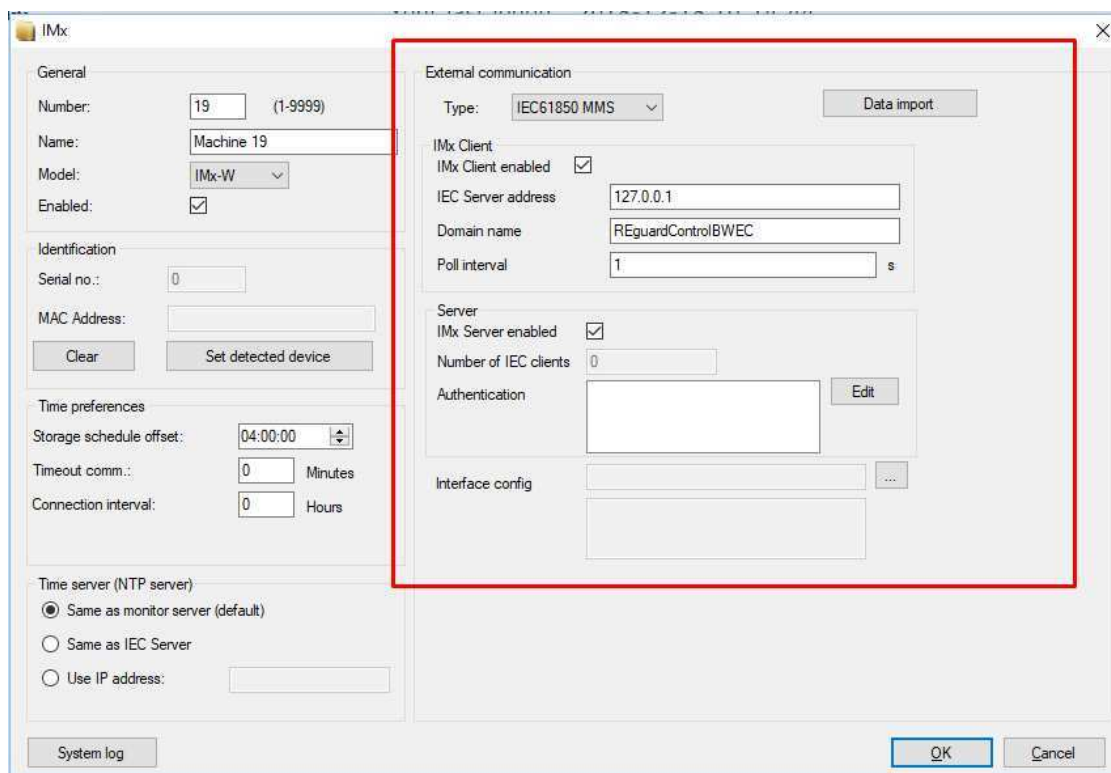 IMx
General
Number: 19 (1-9999)
Name: Machine 19
Model: IMx-W
Enabled:
Identification
Serial no.: 0
MAC Address:
Clear Set detected device
Time preferences
Storage schedule offset: 04:00:00
Timeout comm.: 0 Minutes
Connection interval: 0 Hours
Time server (NTP server)
Same as monitor server (default)
Same as IEC Server
Use IP address:
System log
External communication
Type: IEC61850 MMS Data import
IMx Client
IMx Client enabled
IEC Server address 127.0.0.1
Domain name REguardControlBWEC
Poll interval 1 s
Server
IMx Server enabled
Number of IEC clients 0
Authentication Edit
Interface config ...
OK Cancel